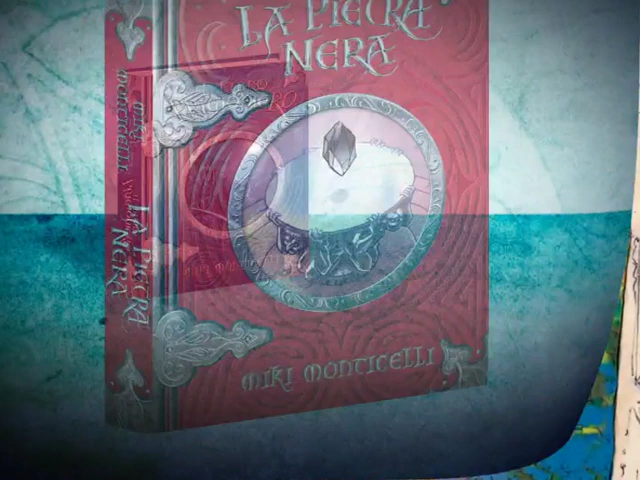 LA PIETRA
NERA
MIKI MONTICELLI
miki
monticelli
LA PIETRA
NERA